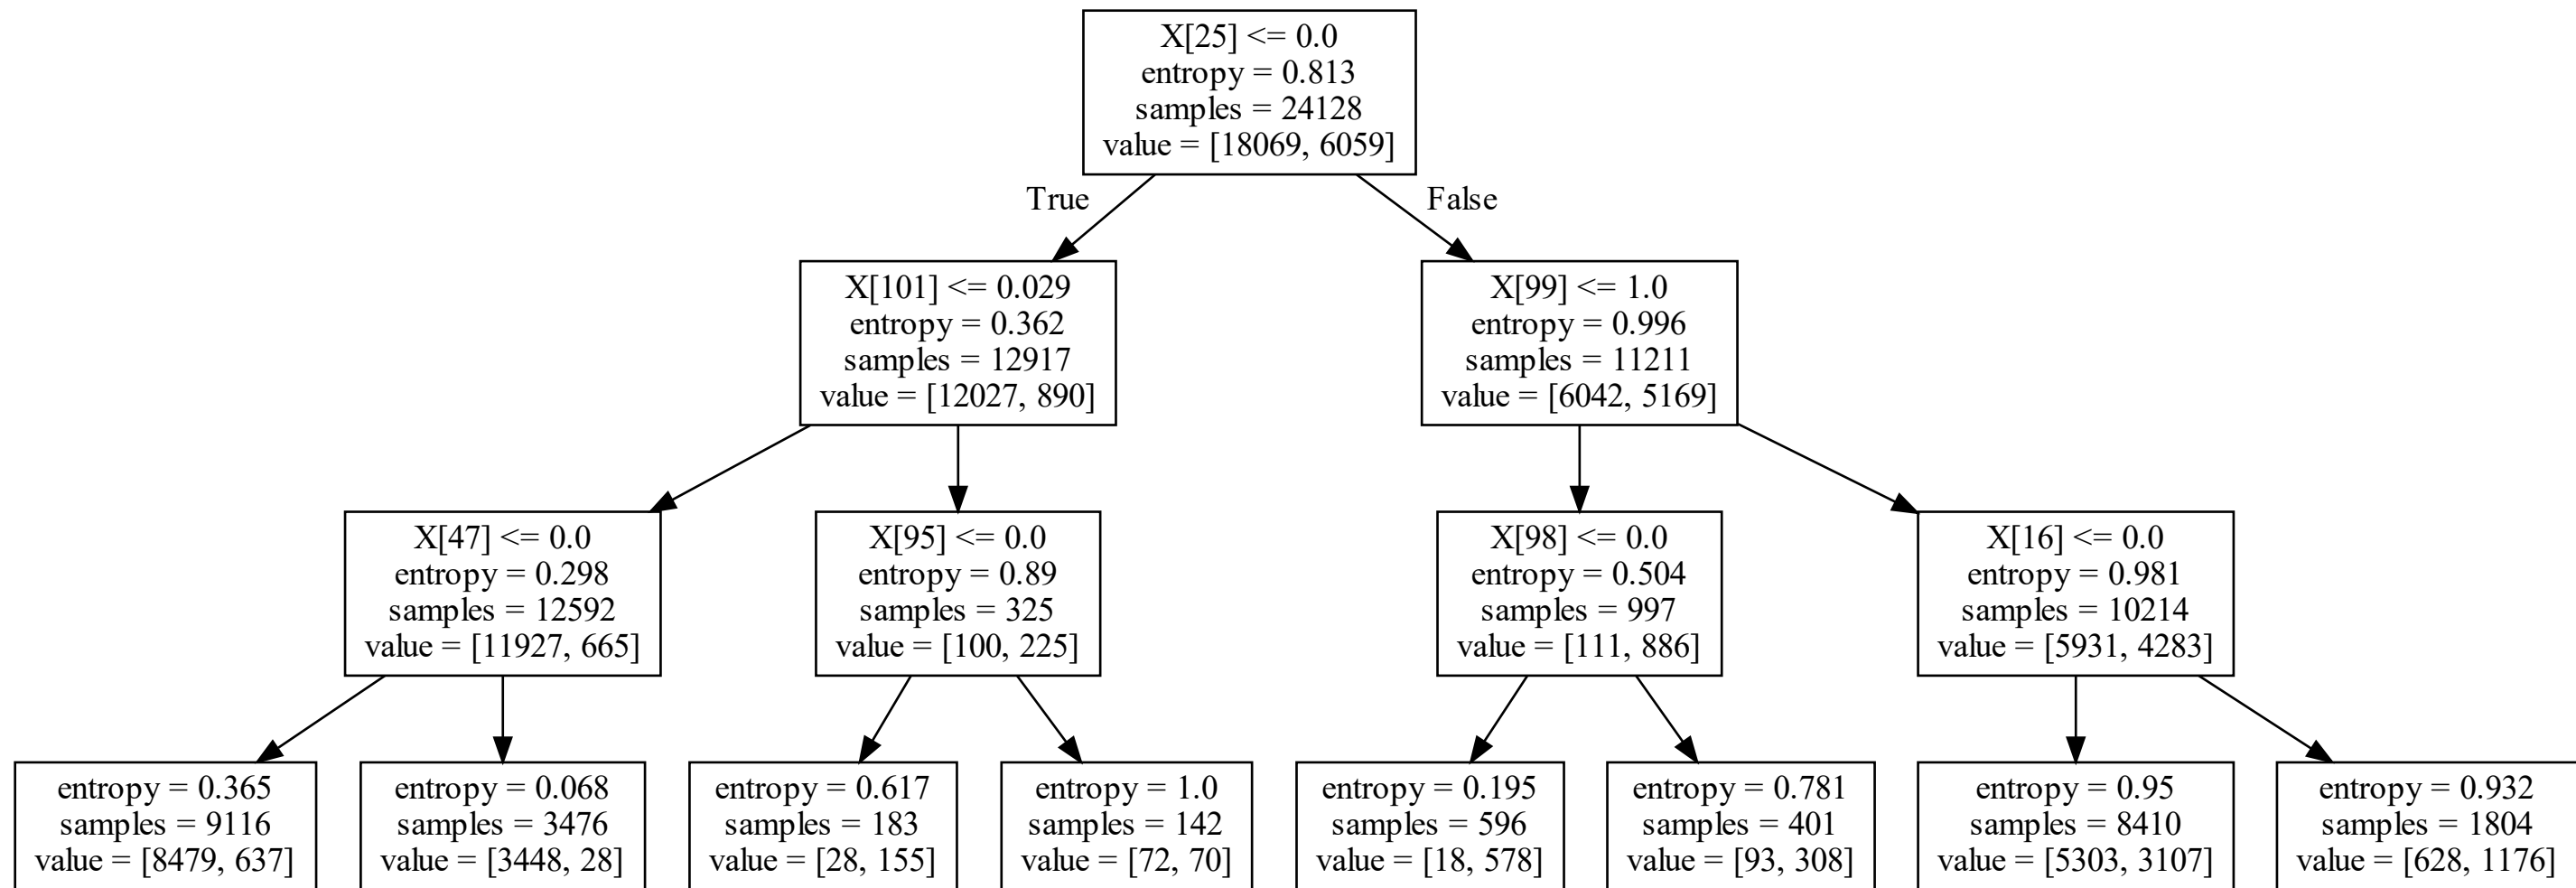 X[25] <= 0.0
entropy = 0.813
samples = 24128
value = [18069, 6059]
True
False
X[101] <= 0.029
entropy = 0.362
samples = 12917
value = [12027, 890]
X[99] <= 1.0
entropy = 0.996
samples = 11211
value = [6042, 5169]
X[47] <= 0.0
entropy = 0.298
samples = 12592
value = [11927, 665]
X[95] <= 0.0
entropy = 0.89
samples = 325
value = [100, 225]
X[98] <= 0.0
entropy = 0.504
samples = 997
value = [111, 886]
X[16] <= 0.0
entropy = 0.981
samples = 10214
value = [5931, 4283]
entropy = 0.365
samples = 9116
value = [8479, 637]
entropy = 0.068
samples = 3476
value = [3448, 28]
entropy = 0.617
samples = 183
value = [28, 155]
entropy = 1.0
samples = 142
value = [72, 70]
entropy = 0.195
samples = 596
value = [18, 578]
entropy = 0.781
samples = 401
value = [93, 308]
entropy = 0.95
samples = 8410
value = [5303, 3107]
entropy = 0.932
samples = 1804
value = [628, 1176]